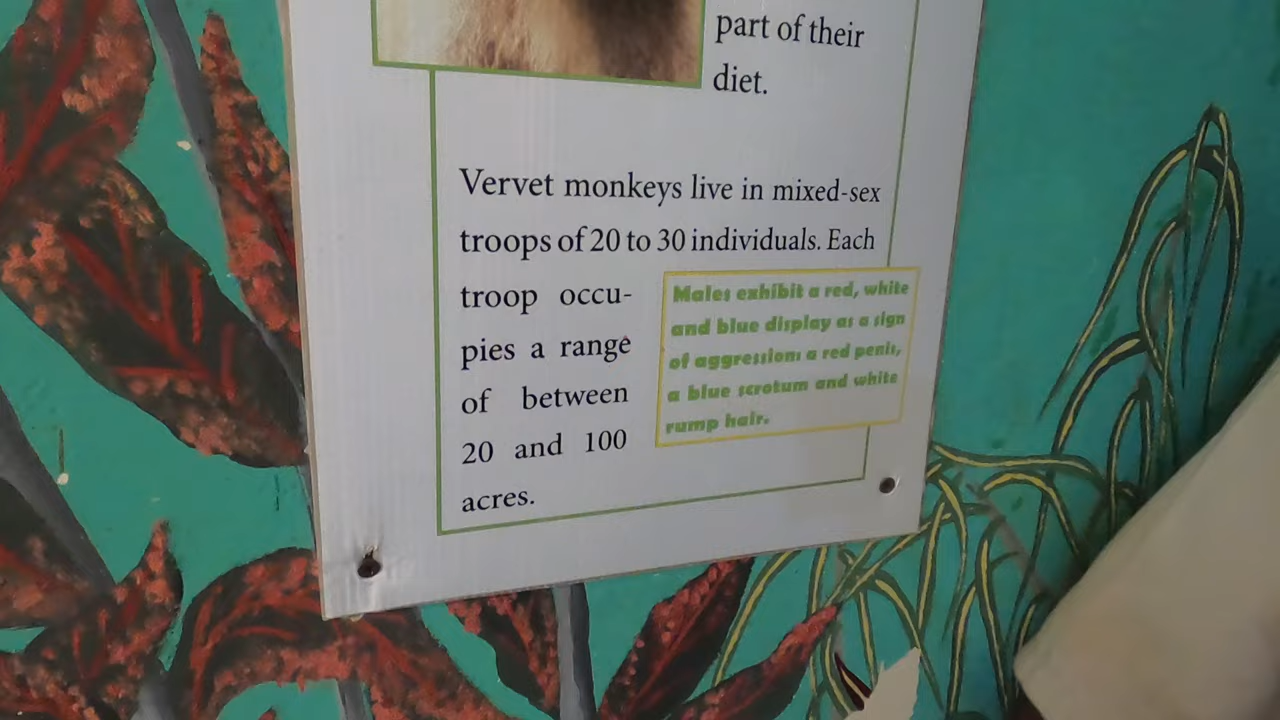 part of their
diet.
Vervet monkeys live in mixed-sex
troops of 20 to 30 individuals. Each
troop occu-
pies a range
of between
20 and 100
acres.
Males exhibit a red, white
and blue display as a sign
of aggression: a red penis,
a blue scrotum and white
rump hair.